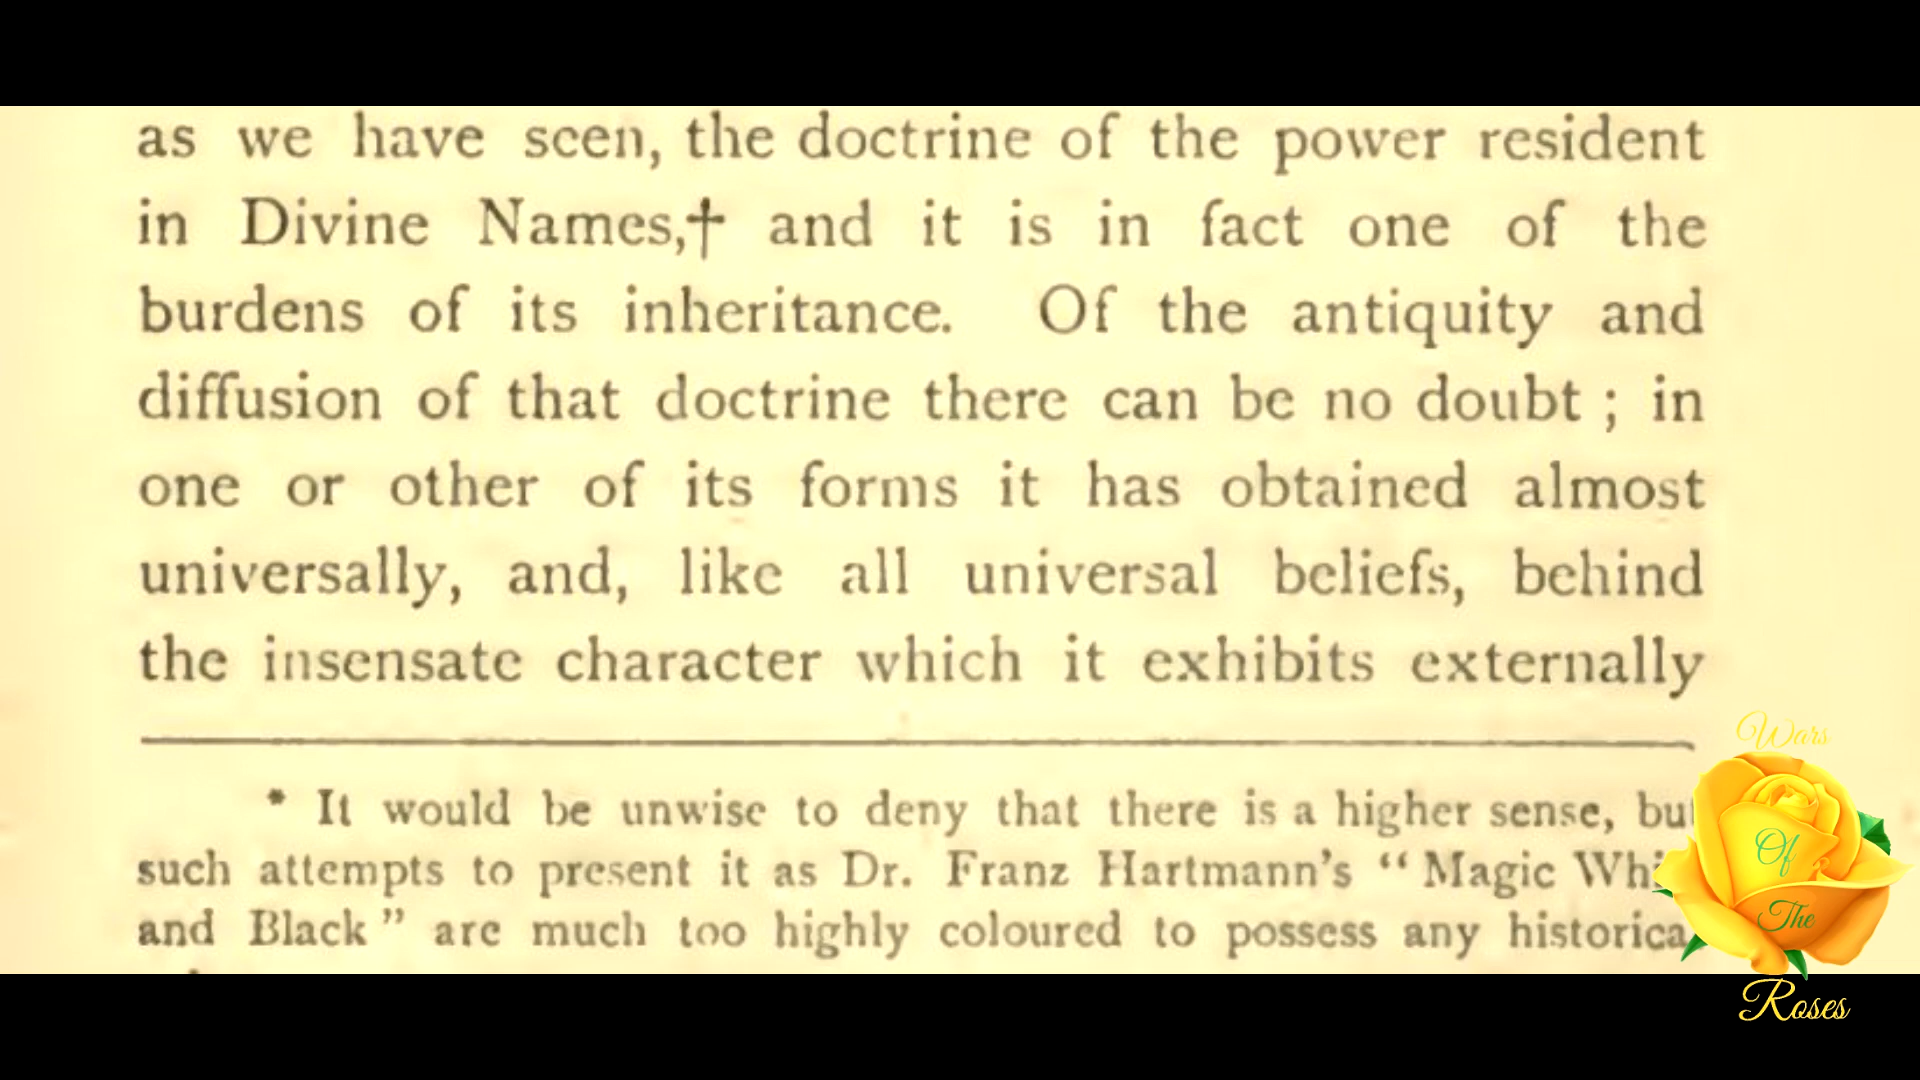 as we have seen, the doctrine of the power resident
in Divine Names,† and it is in fact one of the
burdens of its inheritance. Of the antiquity and
diffusion of that doctrine there can be no doubt ; in
one or other of its forms it has obtained almost
universally, and, like all universal beliefs, behind
the insensate character which it exhibits externally
* It would be unwise to deny that there is a higher sense, but
such attempts to present it as Dr. Franz Hartmann's “ Magic Whi
and Black ” are much too highly coloured to possess any historica
Wars
Of
The
Roses